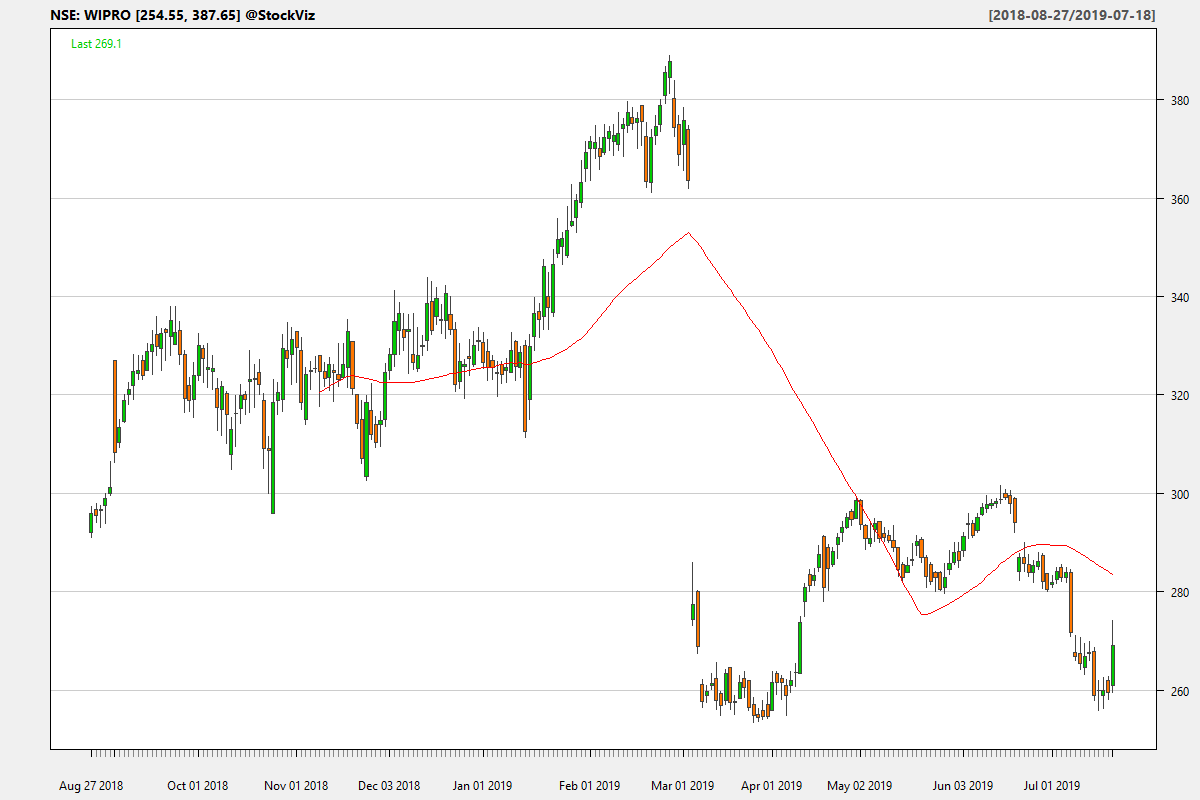 NSE: WIPRO [254.55, 387.65] @StockViz [2018-08-27/2019-07-18]
Last 269.1
380
360
340
320
300
280
260
Aug 27 2018 Oct 01 2018 Nov 01 2018 Dec 03 2018 Jan 01 2019 Feb 01 2019 Mar 01 2019 Apr 01 2019 May 02 2019 Jun 03 2019 Jul 01 2019